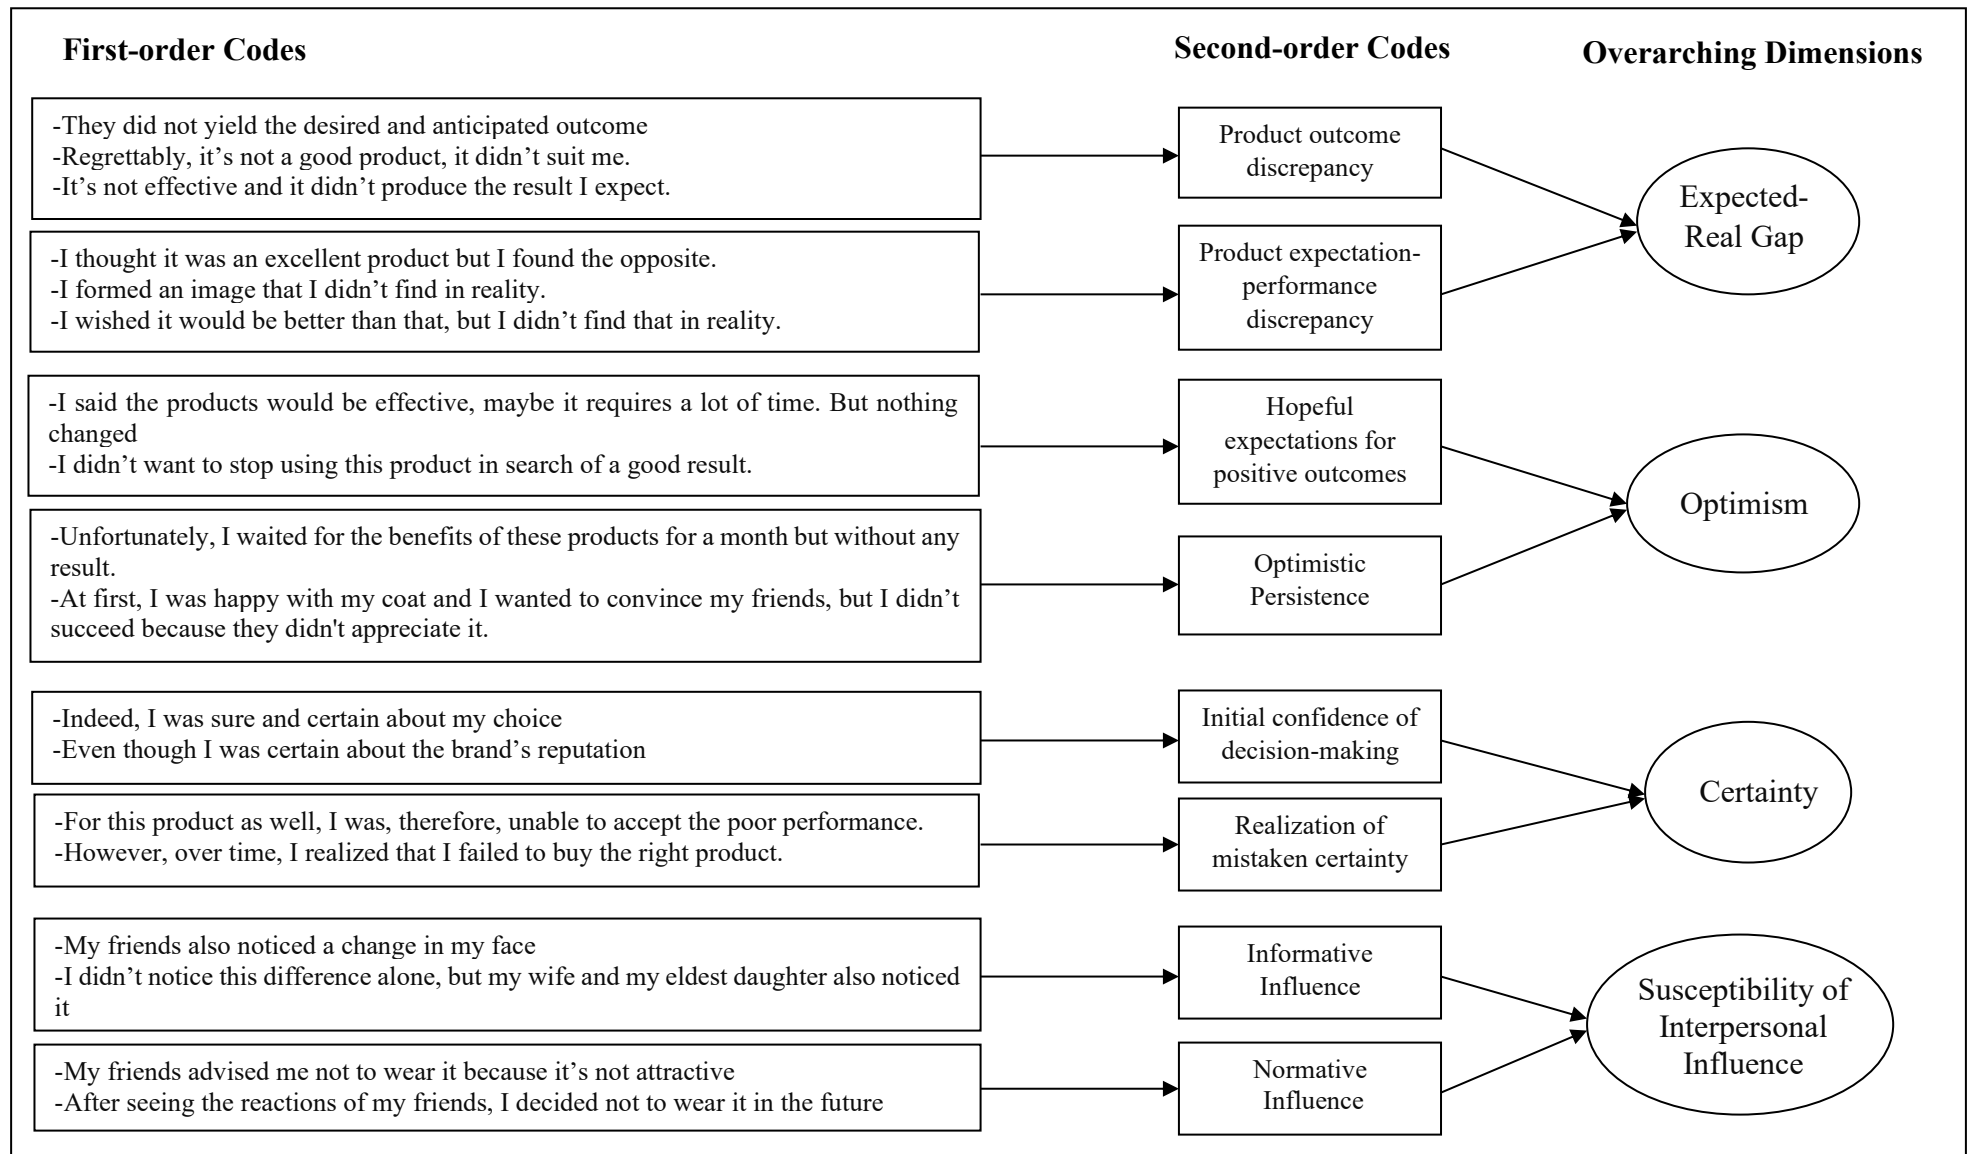 First-order Codes
Second-order Codes
Overarching Dimensions
-They did not yield the desired and anticipated outcome
-Regrettably, it’s not a good product, it didn’t suit me.
-It’s not effective and it didn’t produce the result I expect.
Product outcome
discrepancy
Expected-
Real Gap
-I thought it was an excellent product but I found the opposite.
-I formed an image that I didn’t find in reality.
-I wished it would be better than that, but I didn’t find that in reality.
Product expectation-
performance
discrepancy
-I said the products would be effective, maybe it requires a lot of time. But nothing
changed
-I didn’t want to stop using this product in search of a good result.
Hopeful
expectations for
positive outcomes
Optimism
-Unfortunately, I waited for the benefits of these products for a month but without any
result.
-At first, I was happy with my coat and I wanted to convince my friends, but I didn’t
succeed because they didn't appreciate it.
Optimistic
Persistence
-Indeed, I was sure and certain about my choice
-Even though I was certain about the brand’s reputation
Initial confidence of
decision-making
Certainty
-For this product as well, I was, therefore, unable to accept the poor performance.
-However, over time, I realized that I failed to buy the right product.
Realization of
mistaken certainty
-My friends also noticed a change in my face
-I didn’t notice this difference alone, but my wife and my eldest daughter also noticed
it
Informative
Influence
Susceptibility of
Interpersonal
Influence
-My friends advised me not to wear it because it’s not attractive
-After seeing the reactions of my friends, I decided not to wear it in the future
Normative
Influence